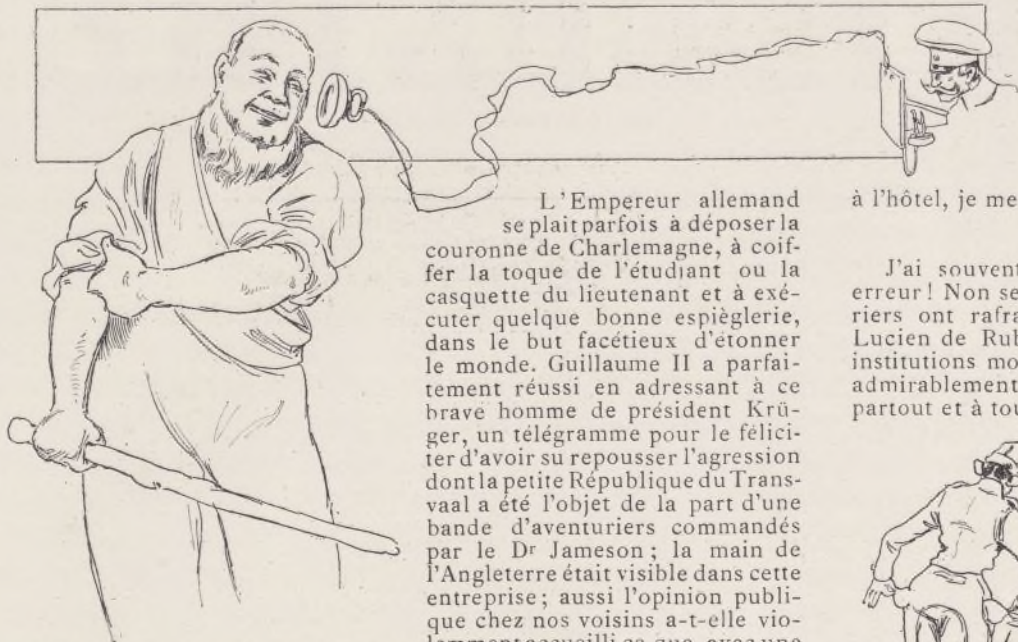 L'Empereur allemand
se plait parfois à déposer la
couronne de Charlemagne, à coif-
fer la toque de l'étudiant ou la
casquette du lieutenant et à exé-
cuter quelque bonne espièglerie,
dans le but facétieux d'étonner
le monde. Guillaume II a parfai-
tement réussi en adressant à ce
brave homme de président Krü-
ger, un télégramme pour le félici-
ter d'avoir su repousser l'agression
dont la petite République du Trans-
vaal a été l'objet de la part d'une
bande d'aventuriers commandés
par le Dr Jameson ; la main de
l'Angleterre était visible dans cette
entreprise ; aussi l'opinion publi-
que chez nos voisins a-t-elle vio-
lemment accueilli ce que, avec une
à l'hôtel, je me
J'ai souvent
erreur ! Non se
riers ont rafra
Lucien de Rub
institutions mo
admirablement
partout et à tou